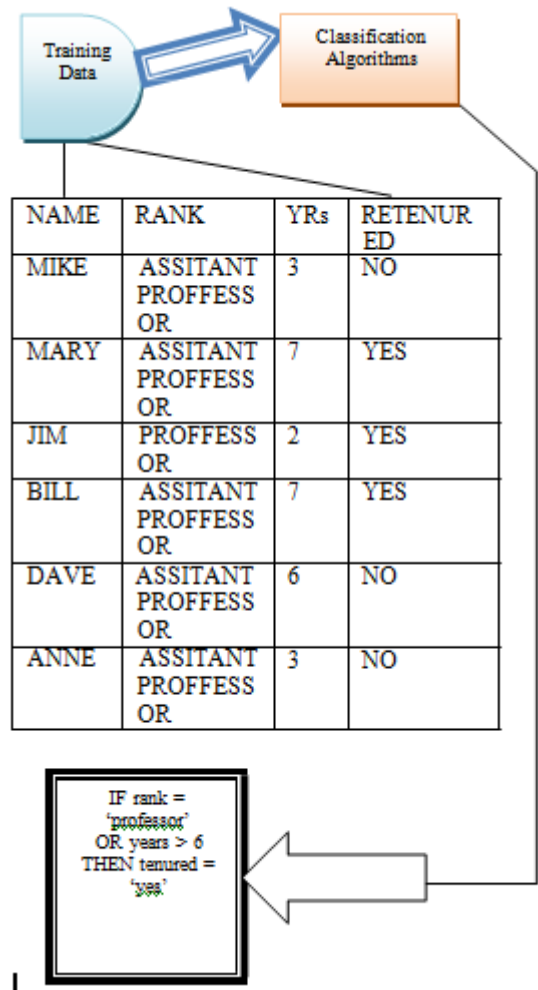 Training
Data
Classification
Algorithms
NAME RANK YRs RETENUR
ED
MIKE ASSITANT 3 NO
PROFFESS
OR
MARY ASSITANT 7 YES
PROFFESS
OR
JIM PROFFESS 2 YES
OR
BILL ASSITANT 7 YES
PROFFESS
OR
DAVE ASSITANT 6 NO
PROFFESS
OR
ANNE ASSITANT 3 NO
PROFFESS
OR
IF rank =
‘professor’
OR years > 6
THEN tenured =
‘yes’